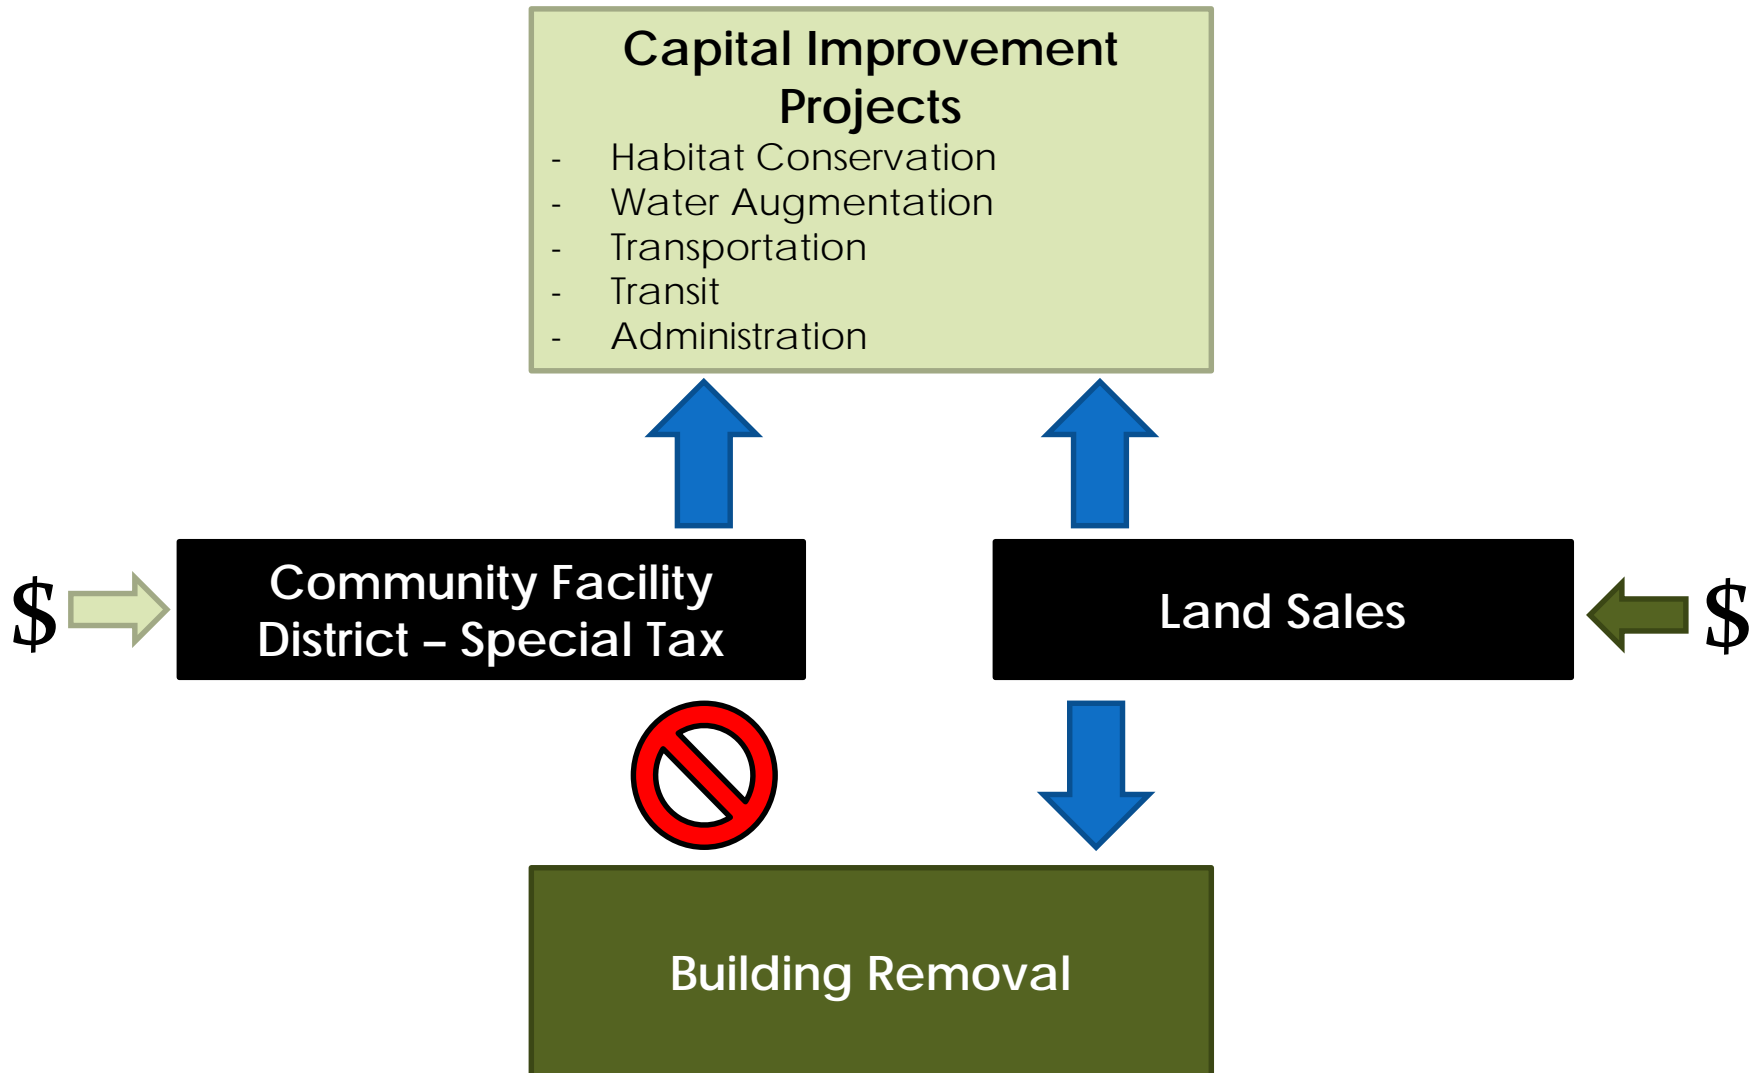 Capital Improvement
Projects
- Habitat Conservation
- Water Augmentation
- Transportation
- Transit
- Administration
$
Community Facility
District – Special Tax
Land Sales
$
Building Removal